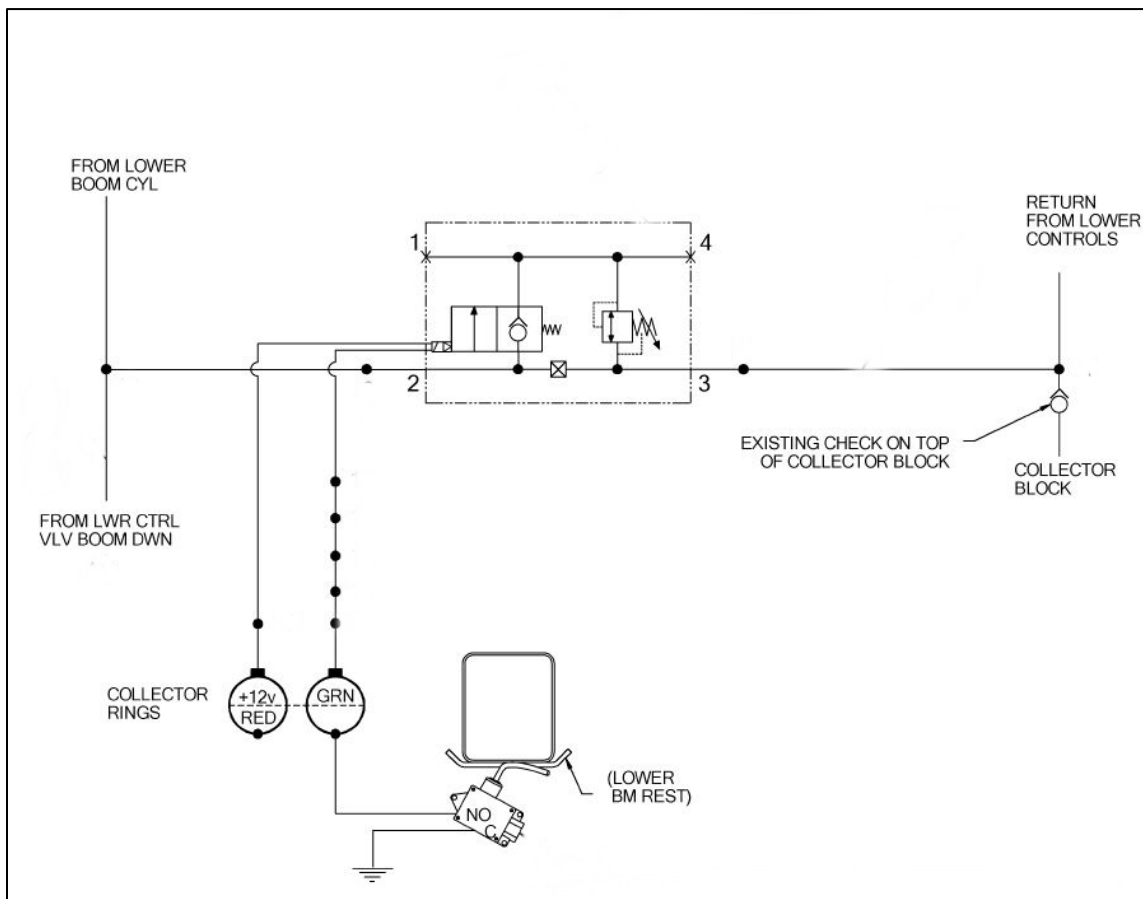 FROM LOWER
BOOM CYL
1
4
RETURN
FROM LOWER
CONTROLS
2
3
EXISTING CHECK ON TOP
OF COLLECTOR BLOCK
COLLECTOR
BLOCK
FROM LWR CTRL
VLV BOOM DWN
COLLECTOR
RINGS
+12v
RED
GRN
(LOWER
BM REST)
NO
C